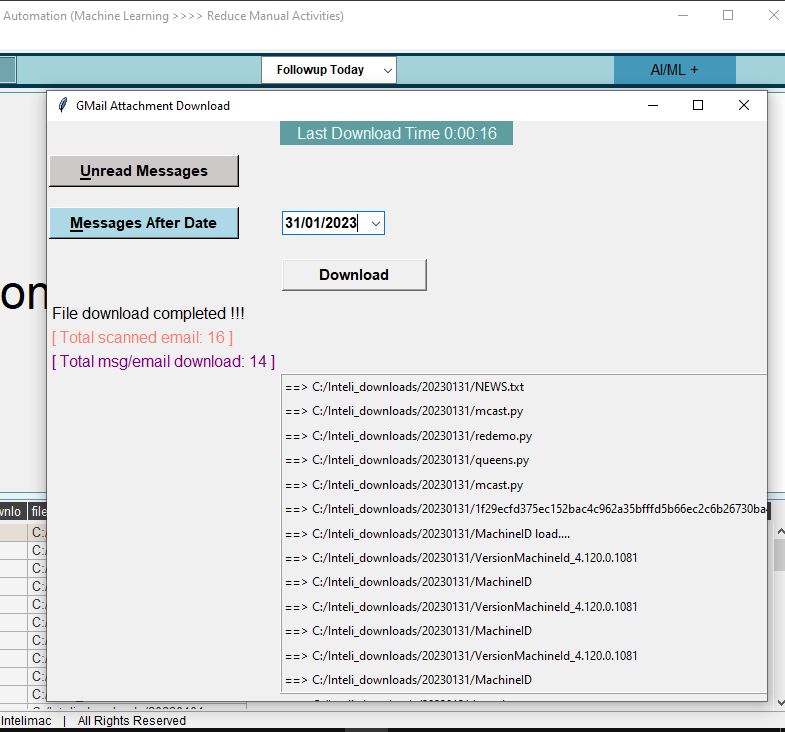 Automation (Machine Learning >>>> Reduce Manual Activities)
Followup Today
AI/ML +
GMail Attachment Download
Last Download Time 0:00:16
Unread Messages
Messages After Date
31/01/2023
Download
on
File download completed !!!
[ Total scanned email: 16 ]
[ Total msg/email download: 14 ]
==> C:/Inteli_downloads/20230131/NEWS.txt
==> C:/Inteli_downloads/20230131/mcast.py
==> C:/Inteli_downloads/20230131/redemo.py
==> C:/Inteli_downloads/20230131/queens.py
==> C:/Inteli_downloads/20230131/mcast.py
==> C:/Inteli_downloads/20230131/1f29ecfd375ec152bac4c962a35bfffd5b66ec2c6b26730ba
==> C:/Inteli_downloads/20230131/MachineID load....
==> C:/Inteli_downloads/20230131/VersionMachineId_4.120.0.1081
==> C:/Inteli_downloads/20230131/MachineID
==> C:/Inteli_downloads/20230131/VersionMachineId_4.120.0.1081
==> C:/Inteli_downloads/20230131/MachineID
==> C:/Inteli_downloads/20230131/VersionMachineId_4.120.0.1081
==> C:/Inteli_downloads/20230131/MachineID
wnlo file
C:
C:
C:
C:
C:
C:
C:
C:
C:
C:
Intelimac | All Rights Reserved